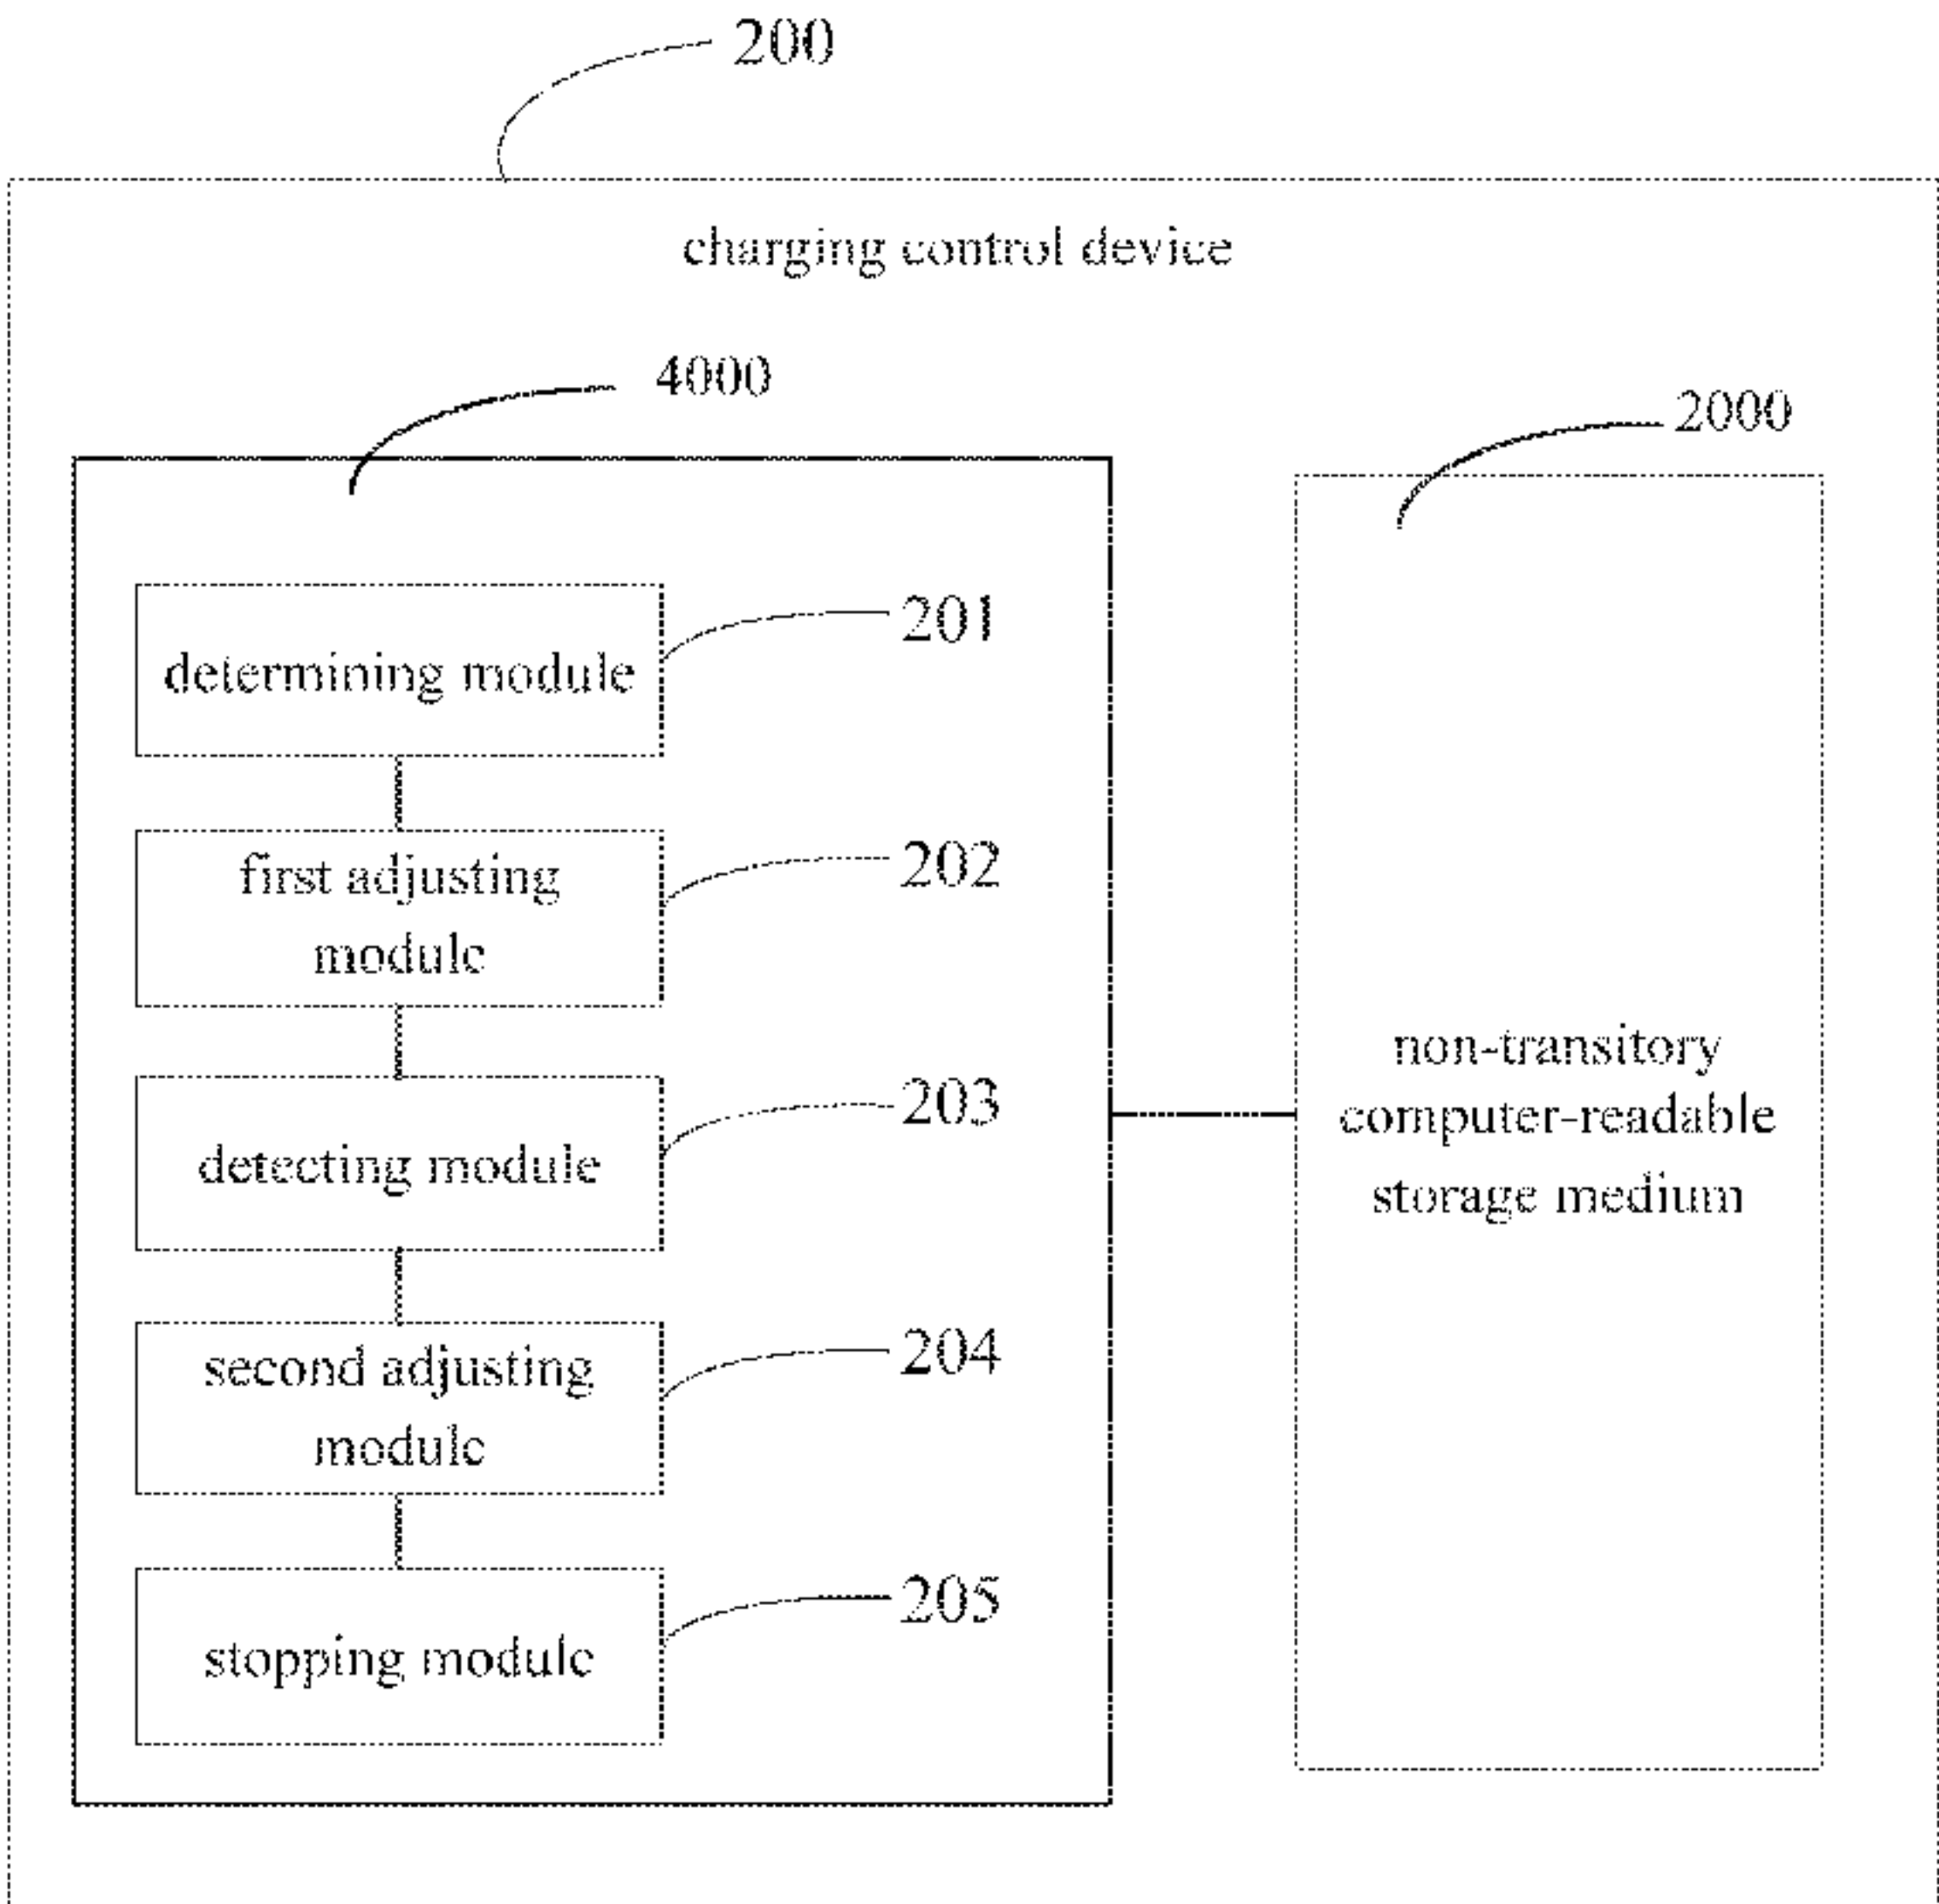 200
charging control device
4000
2000
determining module
201
first adjusting
module
202
detecting module
203
second adjusting
module
204
stopping module
205
non-transitory
computer-readable
storage medium